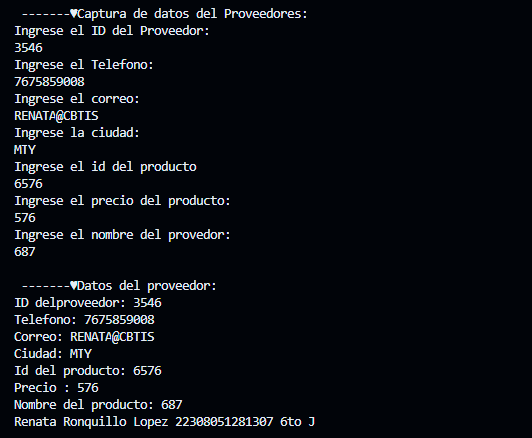 -------♥Captura de datos del Proveedores:
Ingrese el ID del Proveedor:
3546
Ingrese el Telefono:
7675859008
Ingrese el correo:
RENATA@CBTIS
Ingrese la ciudad:
MTY
Ingrese el id del producto
6576
Ingrese el precio del producto:
576
Ingrese el nombre del provedor:
687
-------♥Datos del proveedor:
ID delproveedor: 3546
Telefono: 7675859008
Correo: RENATA@CBTIS
Ciudad: MTY
Id del producto: 6576
Precio : 576
Nombre del producto: 687
Renata Ronquillo Lopez 22308051281307 6to J